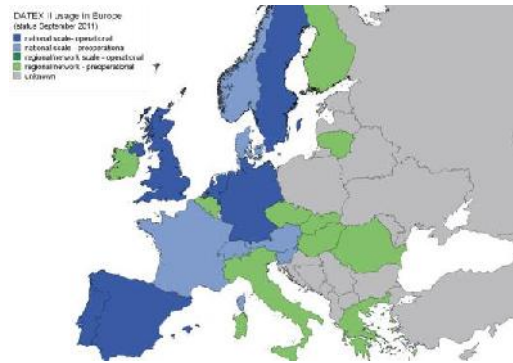 DATEX II usage in Europe
(status September 2011)
national scale- operational
national scale - preoperational
regional/network scale - operational
regional/network - preoperational
unknown